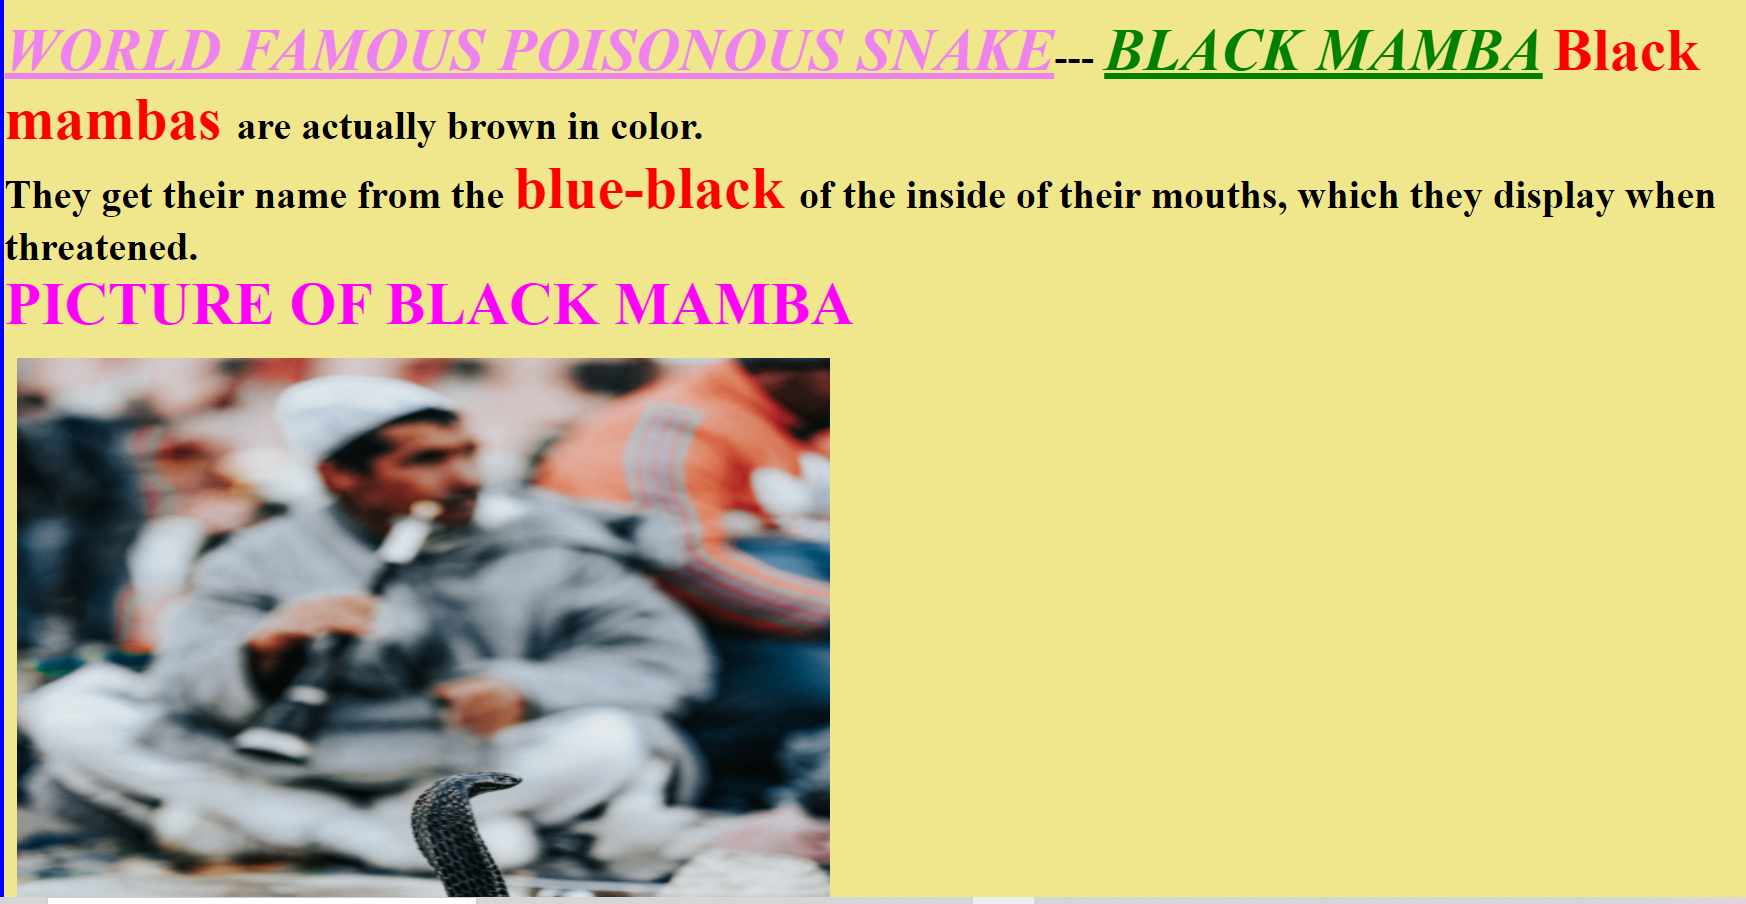 WORLD FAMOUS POISONOUS SNAKE--- BLACK MAMBA Black
mambas are actually brown in color.
They get their name from the blue-black of the inside of their mouths, which they display when
threatened.
PICTURE OF BLACK MAMBA